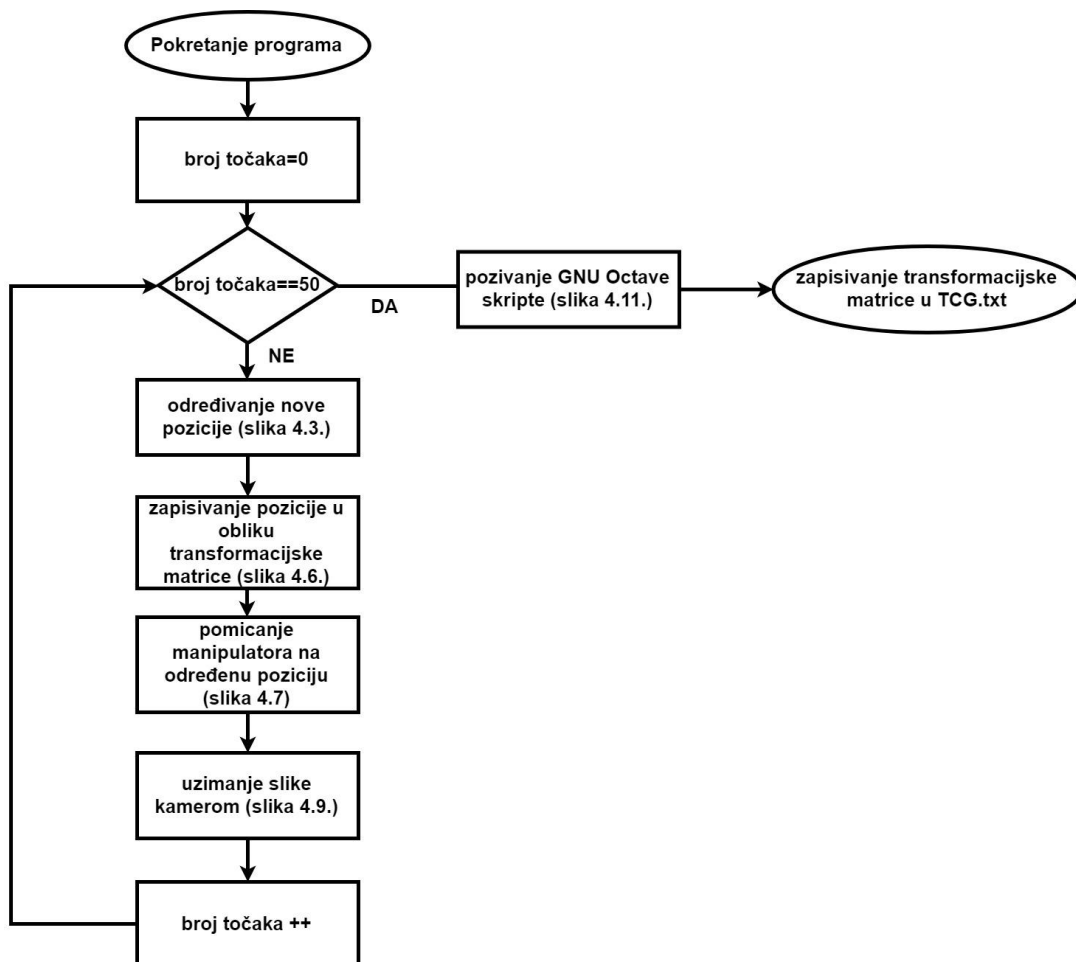 Pokretanje programa
broj točaka=0
broj točaka==50
DA
pozivanje GNU Octave
skripte (slika 4.11.)
zapisivanje transformacijske
matrice u TCG.txt
NE
određivanje nove
pozicije (slika 4.3.)
zapisivanje pozicije u
obliku
transformacijske
matrice (slika 4.6.)
pomicanje
manipulatora na
određenu poziciju
(slika 4.7)
uzimanje slike
kamerom (slika 4.9.)
broj točaka ++